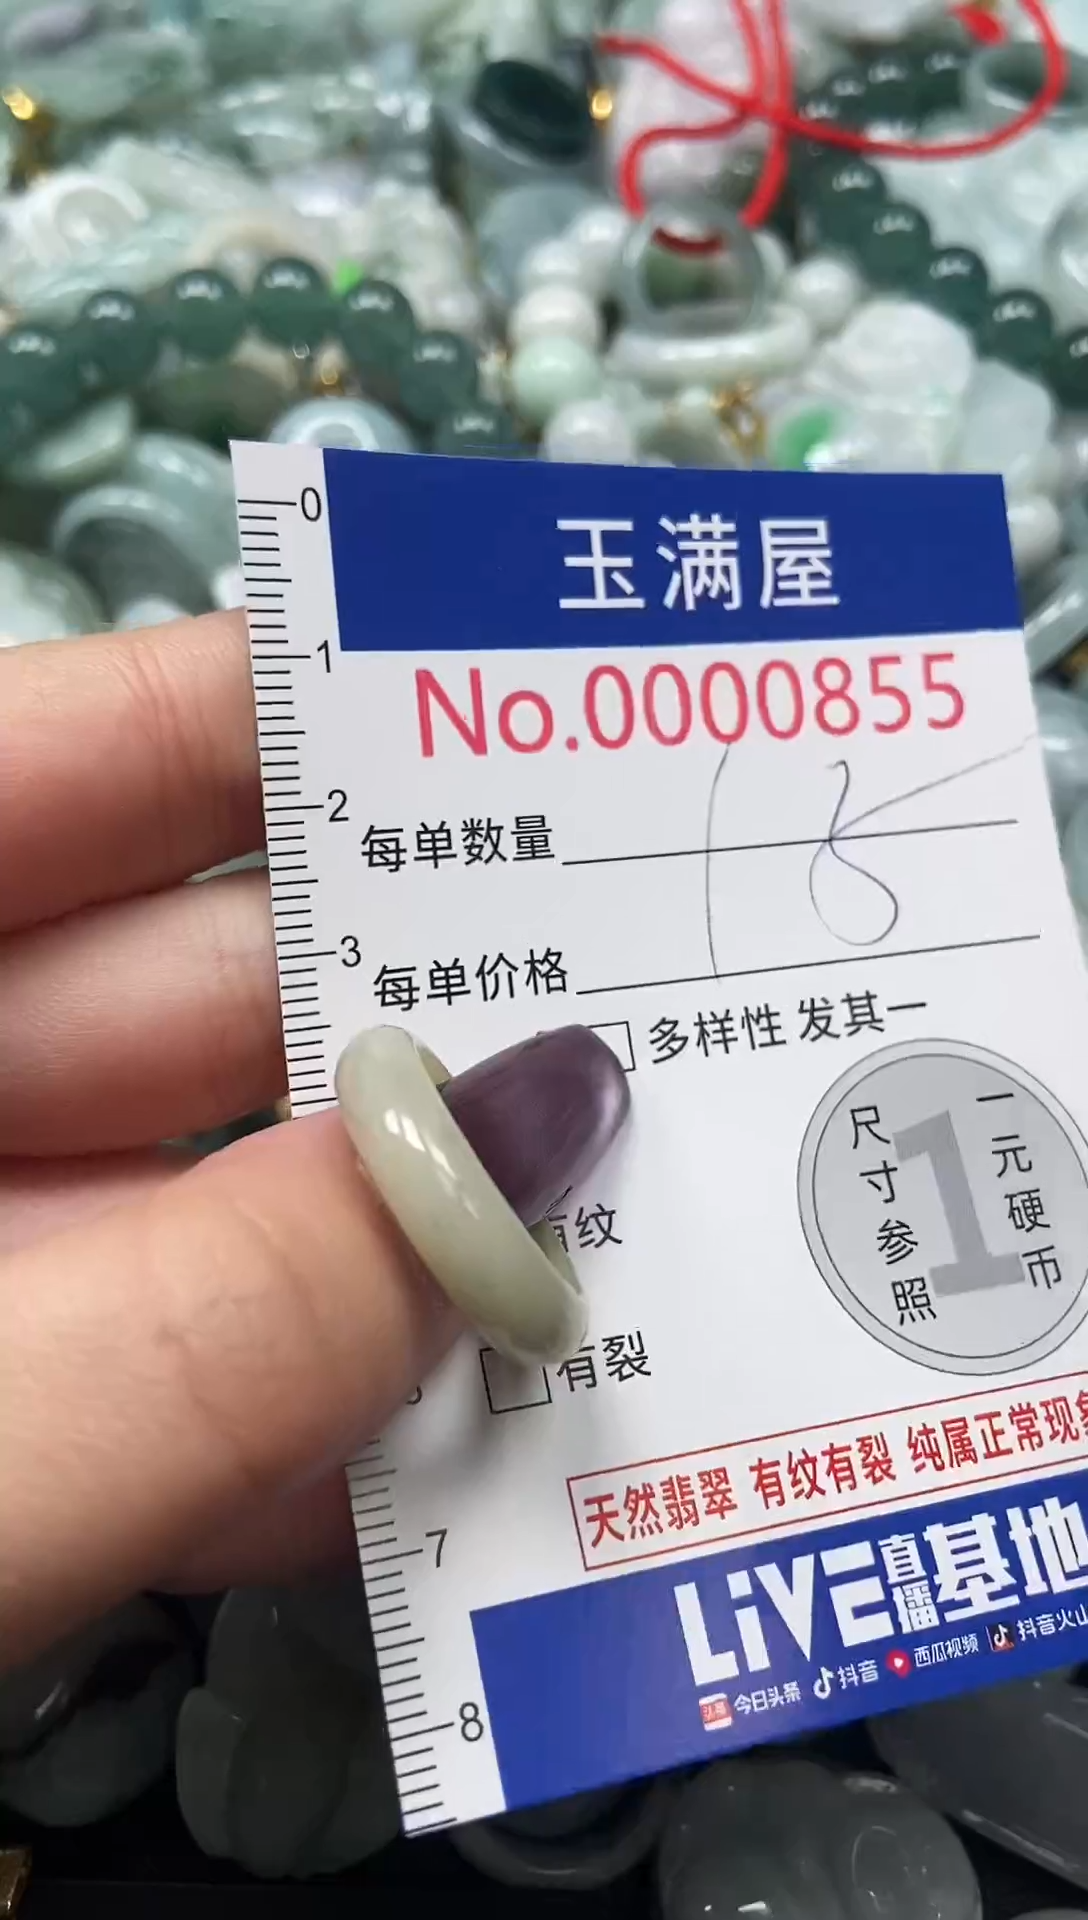 0
玉满屋
1
No.0000855
2
每单数量
18
3
每单价格
多样性 发其一
尺寸参照
1
一元硬币
有纹
有裂
天然翡翠 有纹有裂 纯属正常现
7
LiVE直播基地
头条 今日头条 抖音 西瓜视频 抖音火山
8